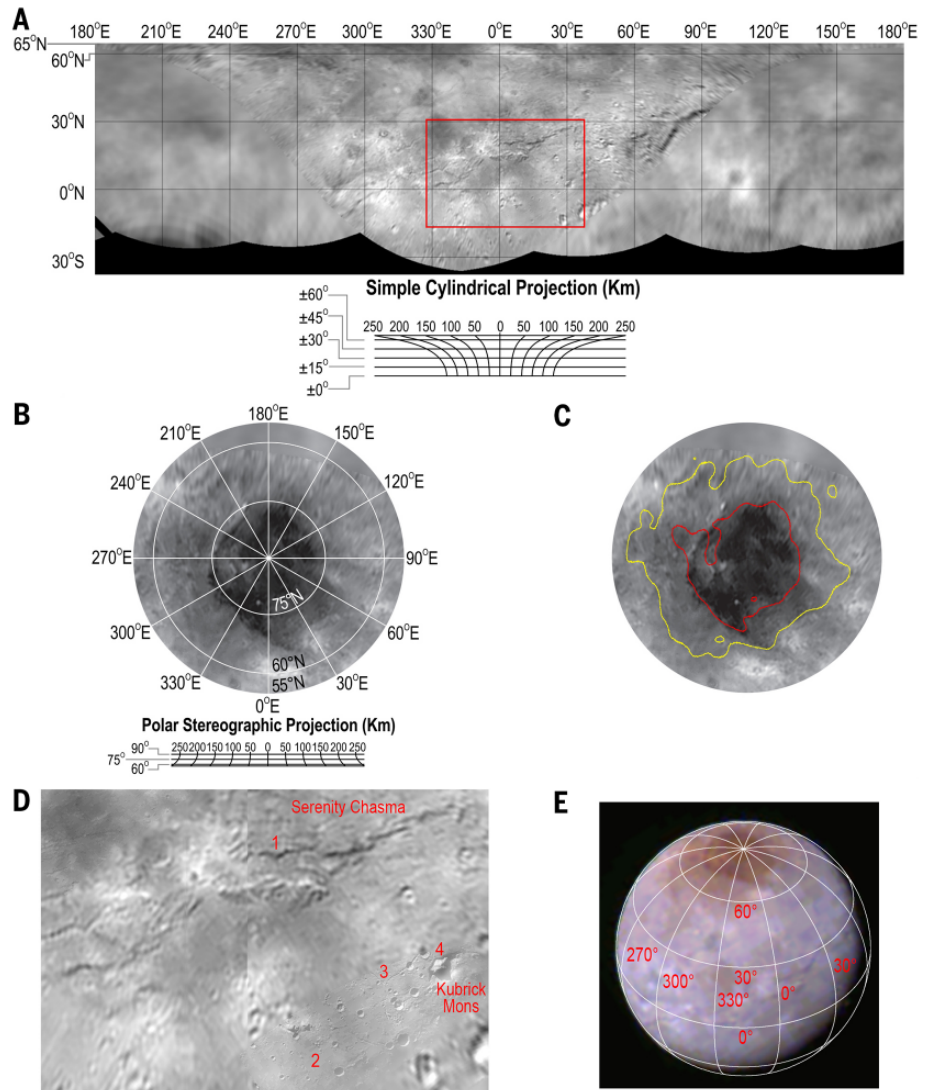 A
180°E 210°E 240°E 270°E 300°E 330°E 0°E 30°E 60°E 90°E 120°E 150°E 180°E
65°N
60°N
30°N
0°N
30°S
Simple Cylindrical Projection (Km)
±60°
±45°
±30°
±15°
±0°
250 200 150 100 50 0 50 100 150 200 250
B
180°E
210°E 150°E
240°E 120°E
270°E 90°E
75°N
300°E 60°E
60°N
330°E 55°N 30°E
0°E
Polar Stereographic Projection (Km)
90°
75°
60°
250 200 150 100 50 0 50 100 150 200 250
C
D
Serenity Chasma
1
4
3
Kubrick
Mons
2
E
60°
270° 30° 30°
300° 0°
330°
0°